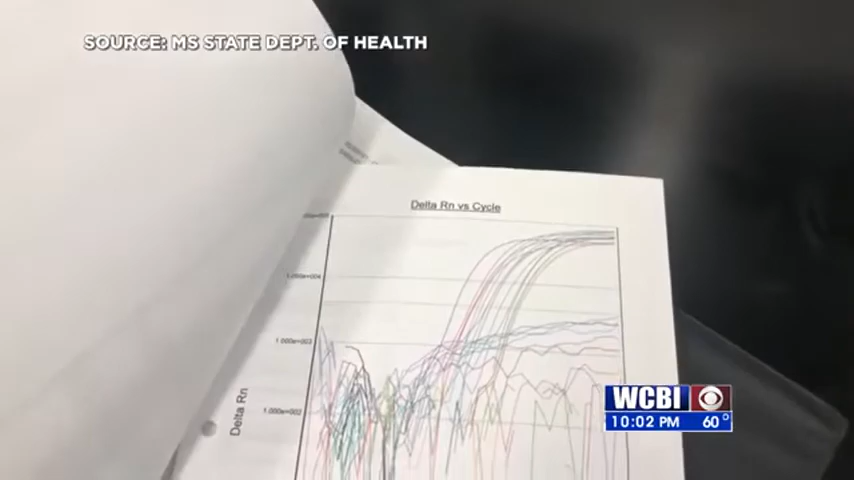 SOURCE: MS STATE DEPT. OF HEALTH
Delta Rn vs Cycle
1.000e+004
1.000e+003
1.000e+002
Delta Rn
WCBI
10:02 PM 60°